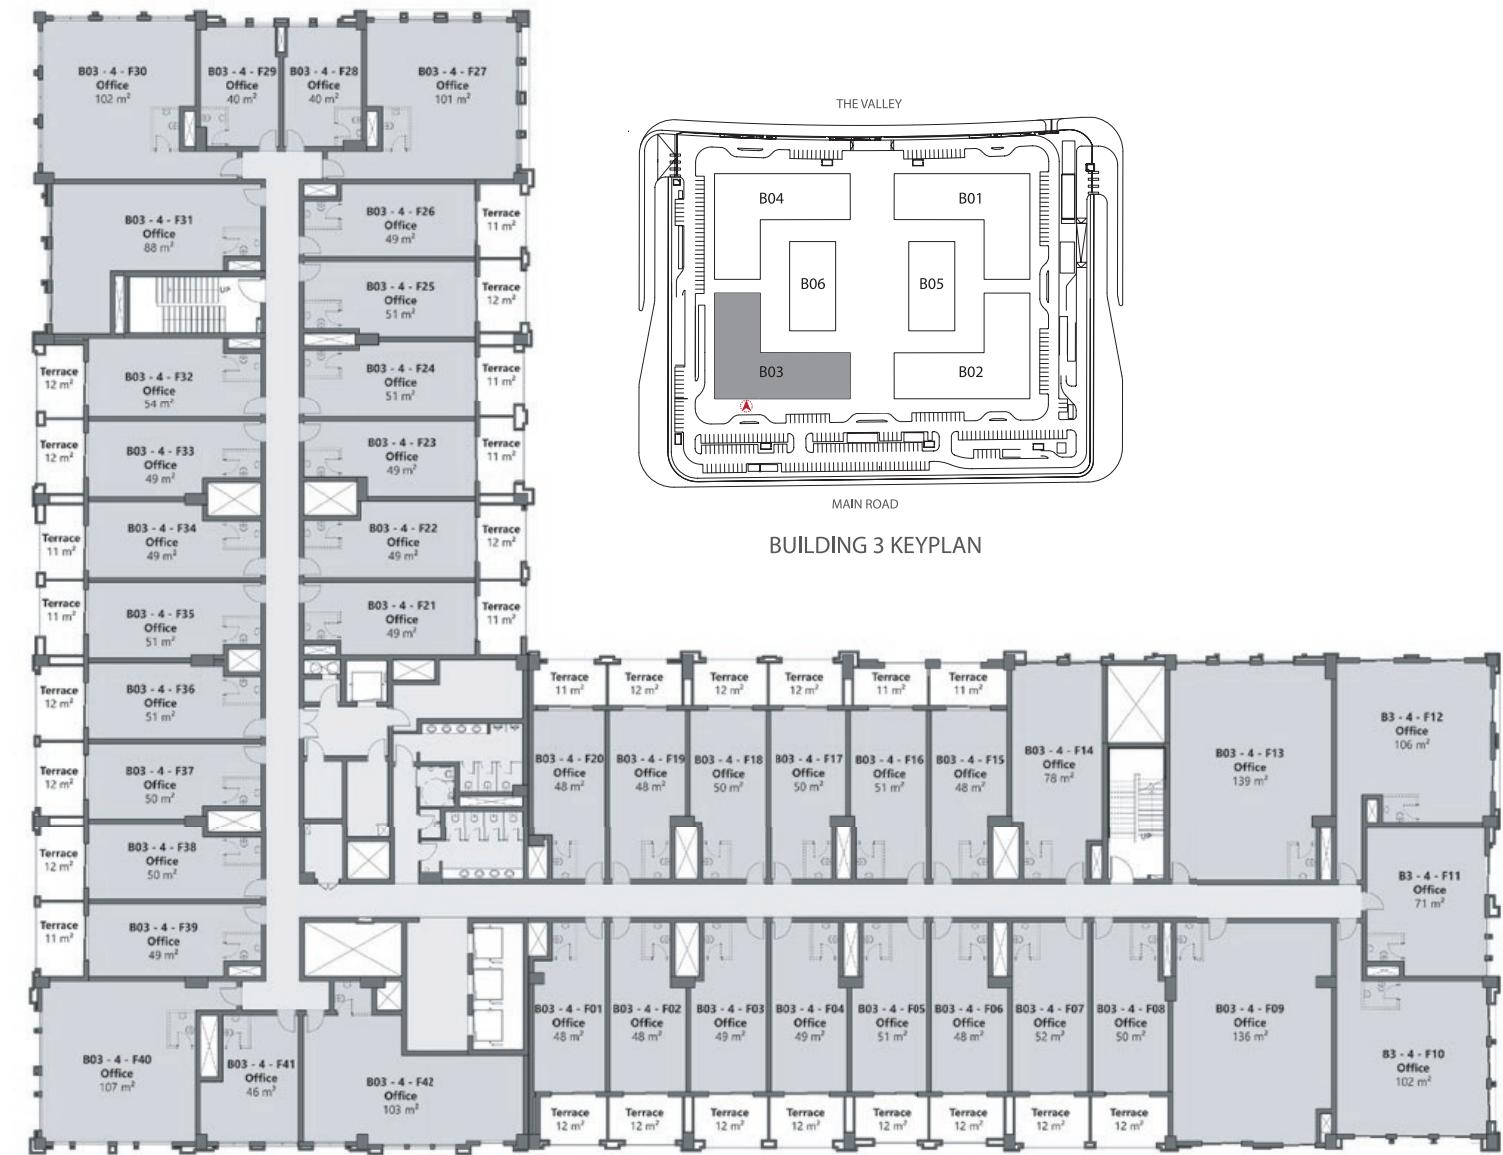 B03 - 4 - F30
Office
102 m²
B03 - 4 - F29
Office
40 m²
B03 - 4 - F28
Office
40 m²
B03 - 4 - F27
Office
101 m²
B03 - 4 - F31
Office
88 m²
UP
B03 - 4 - F26
Office
49 m²
Terrace
11 m²
B03 - 4 - F25
Office
51 m²
Terrace
12 m²
Terrace
12 m²
B03 - 4 - F32
Office
54 m²
B03 - 4 - F24
Office
51 m²
Terrace
11 m²
Terrace
12 m²
B03 - 4 - F33
Office
49 m²
B03 - 4 - F23
Office
49 m²
Terrace
11 m²
Terrace
11 m²
B03 - 4 - F34
Office
49 m²
B03 - 4 - F22
Office
49 m²
Terrace
12 m²
Terrace
11 m²
B03 - 4 - F35
Office
51 m²
B03 - 4 - F21
Office
49 m²
Terrace
11 m²
Terrace
12 m²
B03 - 4 - F36
Office
51 m²
Terrace
12 m²
B03 - 4 - F37
Office
50 m²
Terrace
12 m²
B03 - 4 - F38
Office
50 m²
Terrace
11 m²
B03 - 4 - F39
Office
49 m²
B03 - 4 - F40
Office
107 m²
B03 - 4 - F41
Office
46 m²
B03 - 4 - F42
Office
103 m²
THE VALLEY
B04
B01
B06
B05
B03
B02
MAIN ROAD
BUILDING 3 KEYPLAN
Terrace
11 m²
Terrace
12 m²
Terrace
12 m²
Terrace
12 m²
Terrace
11 m²
Terrace
11 m²
B03 - 4 - F20
Office
48 m²
B03 - 4 - F19
Office
48 m²
B03 - 4 - F18
Office
50 m²
B03 - 4 - F17
Office
50 m²
B03 - 4 - F16
Office
51 m²
B03 - 4 - F15
Office
48 m²
B03 - 4 - F14
Office
78 m²
UP
B03 - 4 - F13
Office
139 m²
B3 - 4 - F12
Office
106 m²
B3 - 4 - F11
Office
71 m²
B03 - 4 - F01
Office
48 m²
B03 - 4 - F02
Office
48 m²
B03 - 4 - F03
Office
49 m²
B03 - 4 - F04
Office
49 m²
B03 - 4 - F05
Office
51 m²
B03 - 4 - F06
Office
48 m²
B03 - 4 - F07
Office
52 m²
B03 - 4 - F08
Office
50 m²
B03 - 4 - F09
Office
136 m²
B3 - 4 - F10
Office
102 m²
Terrace
12 m²
Terrace
12 m²
Terrace
12 m²
Terrace
12 m²
Terrace
12 m²
Terrace
12 m²
Terrace
12 m²
Terrace
12 m²